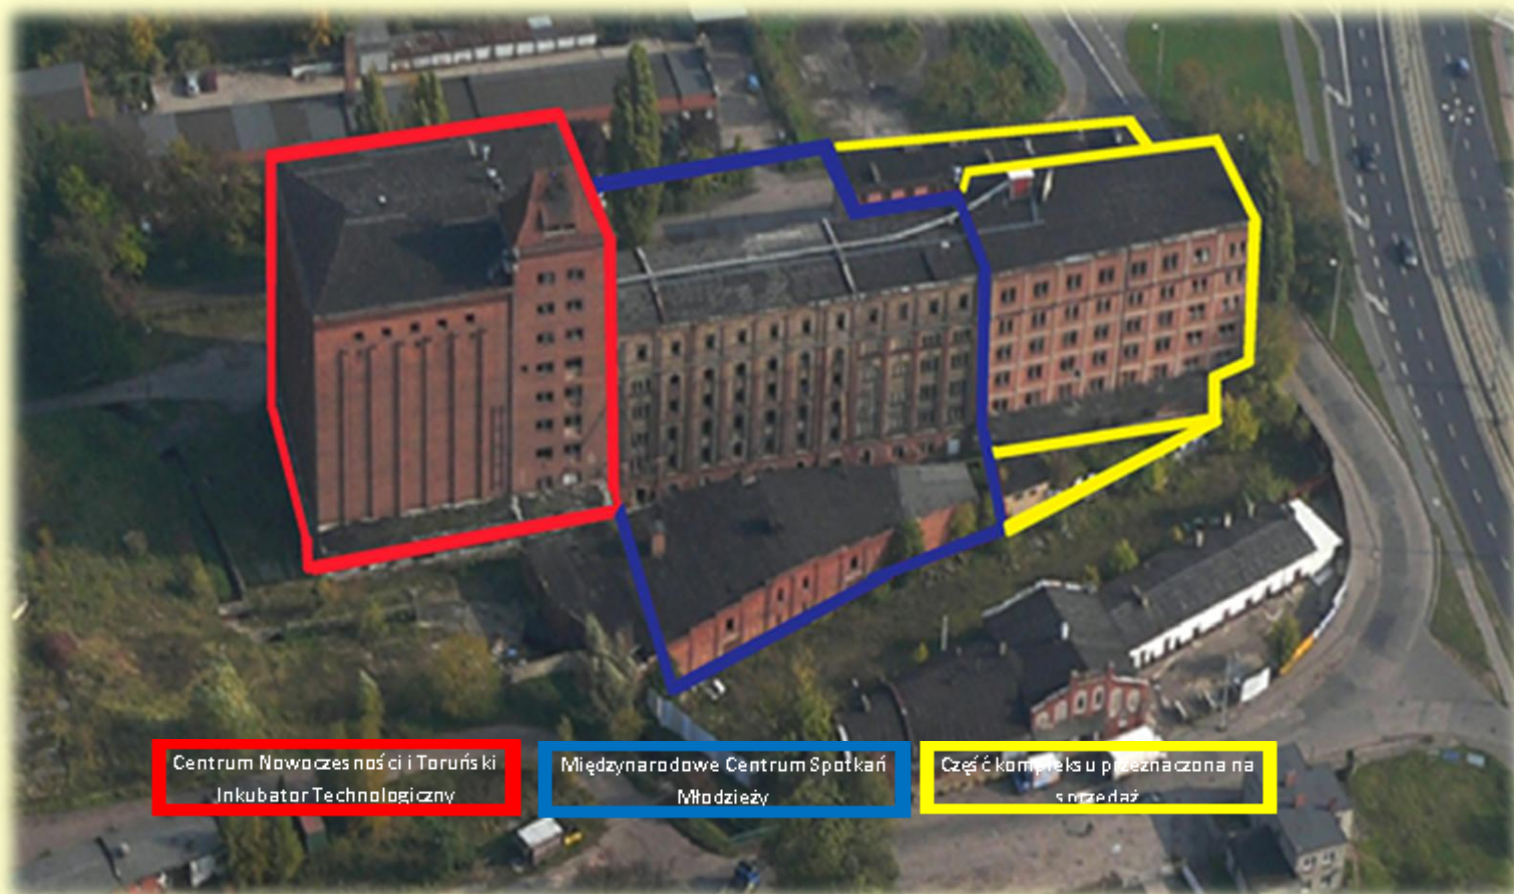 Centrum Nowoczesności i Toruński
Inkubator Technologiczny
Międzynarodowe Centrum Spotkań
Młodzieży
Część kompleksu przeznaczona na
sprzedaż